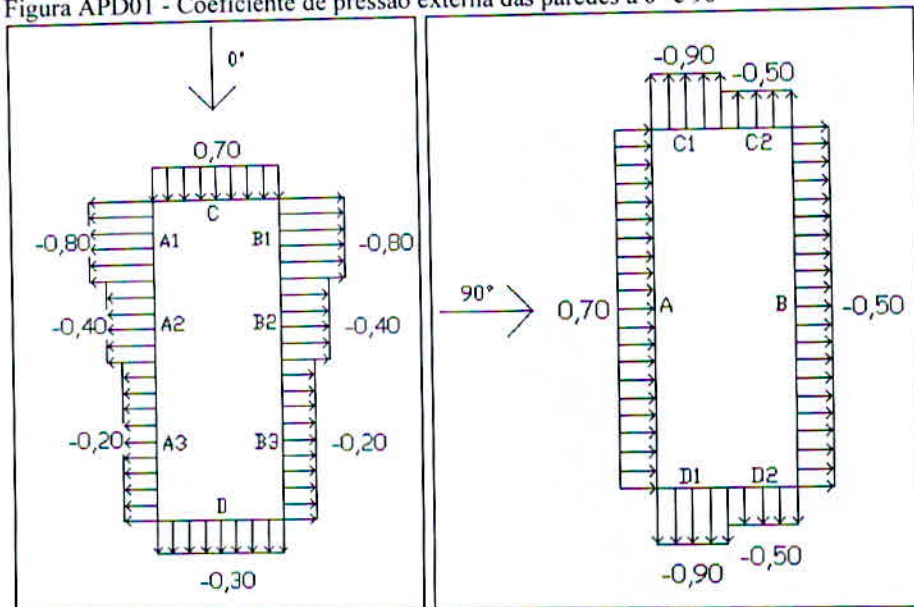 Figura APD01 - Coeficiente de pressão externa das paredes a 0° e 90°
0°
0,70
C
-0,80 A1 B1 -0,80
-0,40 A2 B2 -0,40
-0,20 A3 B3 -0,20
D
-0,30
-0,90 -0,50
C1 C2
90° 0,70 A B -0,50
D1 D2
-0,90 -0,50